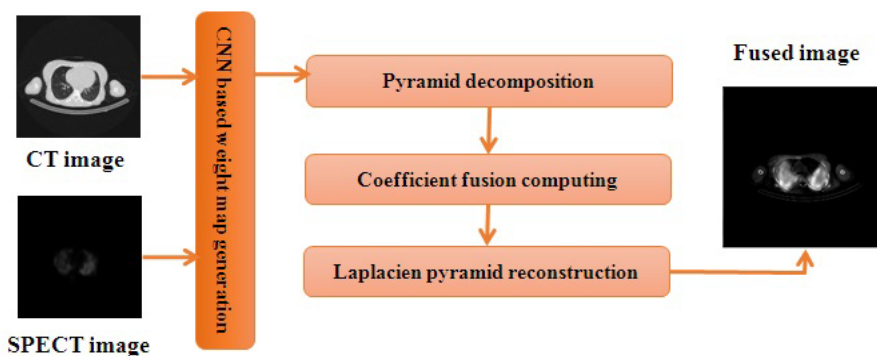 CT image
SPECT image
CNN based weight map generation
Pyramid decomposition
Coefficient fusion computing
Laplacien pyramid reconstruction
Fused image